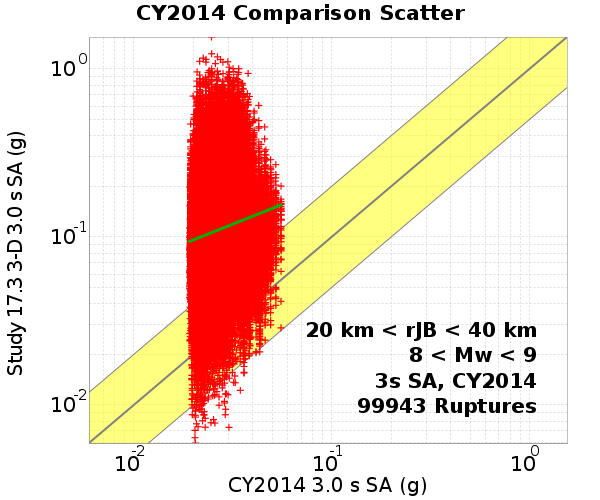 CY2014 Comparison Scatter
Study 17.3 3-D 3.0 s SA (g)
10^0
10^-1
10^-2
20 km < rJB < 40 km
8 < Mw < 9
3s SA, CY2014
99943 Ruptures
10^-2 10^-1 10^0
CY2014 3.0 s SA (g)